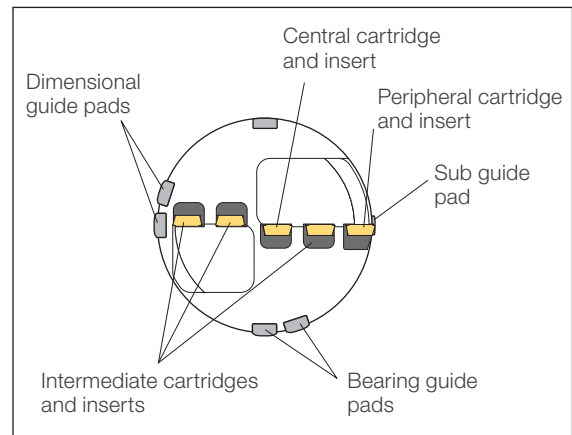 Central cartridge
and insert
Dimensional
guide pads
Peripheral cartridge
and insert
Sub guide
pad
Intermediate cartridges
and inserts
Bearing guide
pads